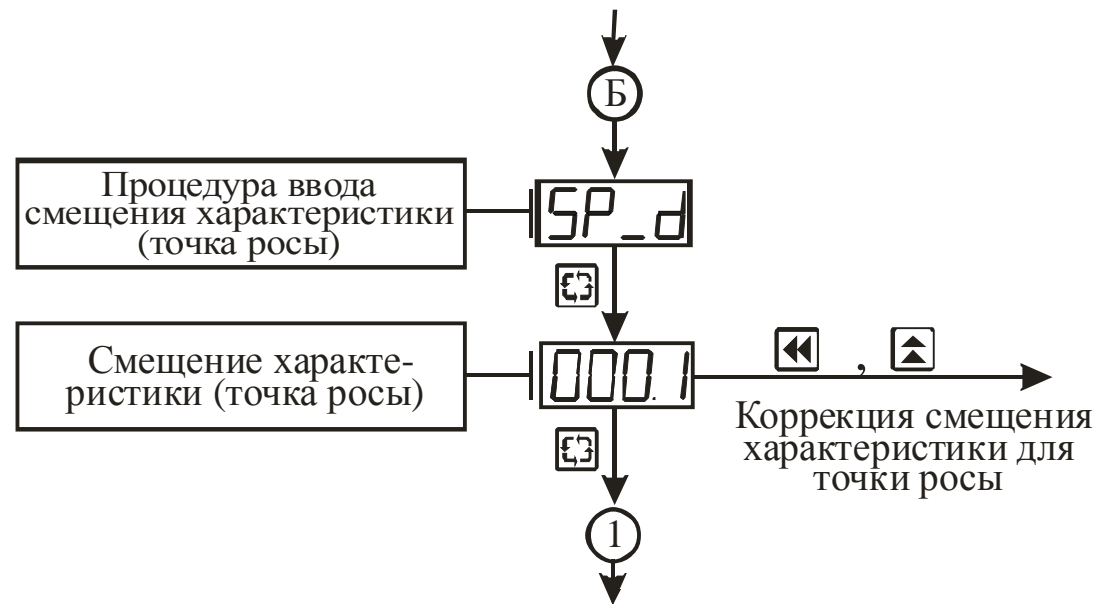 Б
Процедура ввода
смещения характеристики
(точка росы)
SP_d
Смещение характе-
ристики (точка росы)
000.1
,
Коррекция смещения
характеристики для
точки росы
1